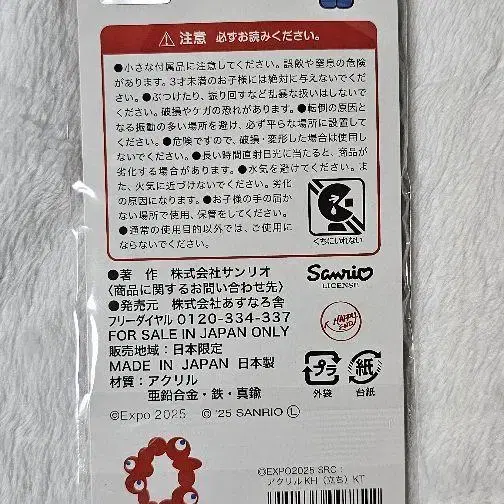 注意 必ずお読みください。
●小さな付属品に注意してください。誤飲や窒息の危険
があります。3才未満のお子様には絶対に与えないでくだ
さい。●ぶつけたり、振り回すなど乱暴な扱いはしないで
ください。破損やケガの恐れがあります。●転倒の原因と
なる振動の多い場所を避け、必ず平らな場所に設置して
ください。●危険ですので、破損・変形した場合は使用し
ないでください。●長い時間直射日光に当たると、商品が
劣化する場合があります。●水気を避けてください。ま
た、火気に近づけないでください。劣化
の原因になります。●お子様の手の届か
ない場所で使用、保管をしてください。
●通常の使用目的以外では、ご使用に
ならないでください。
くちにいれない
●著 作 株式会社サンリオ
〈商品に関するお問い合わせ先〉
●発売元 株式会社あずなろ舎
フリーダイヤル 0120-334-337
FOR SALE IN JAPAN ONLY
販売地域:日本限定
MADE IN JAPAN 日本製
材質:アクリル
亜鉛合金・鉄・真鍮
Sanrio
LICENSE
HAPPY
END
プラ
外袋
紙
台紙
©Expo 2025 ©'25 SANRIO Ⓛ
©EXPO2025 SRC:
アクリルKH(立ち)KT